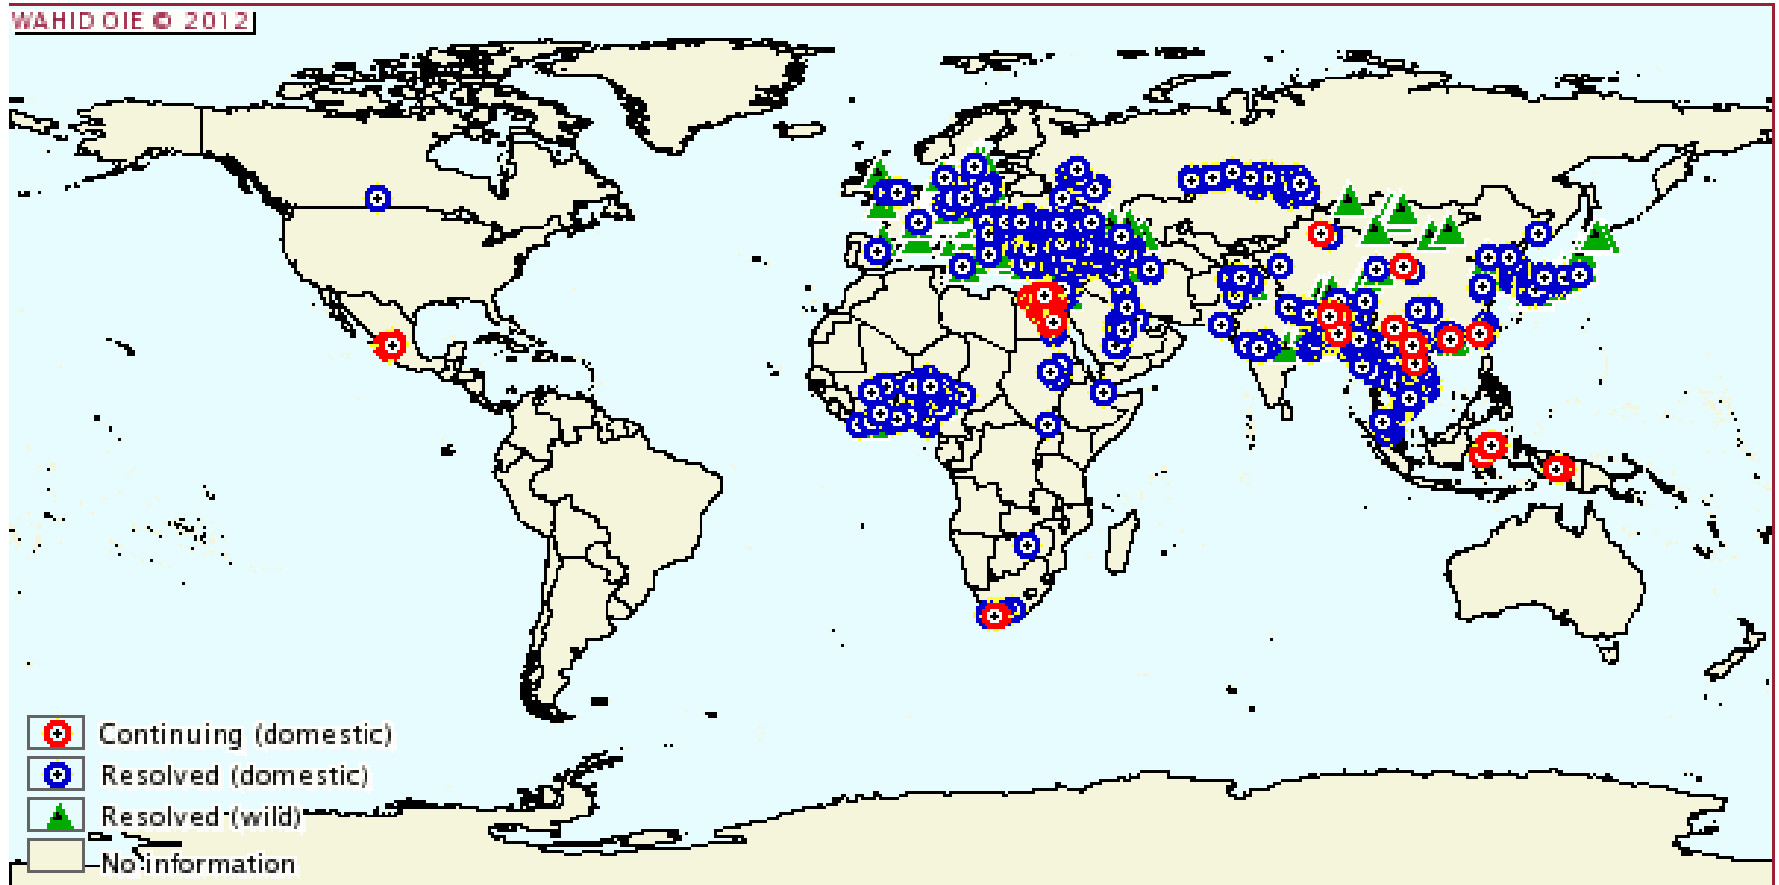 WAHID OIE © 2012
Continuing (domestic)
Resolved (domestic)
Resolved (wild)
No information